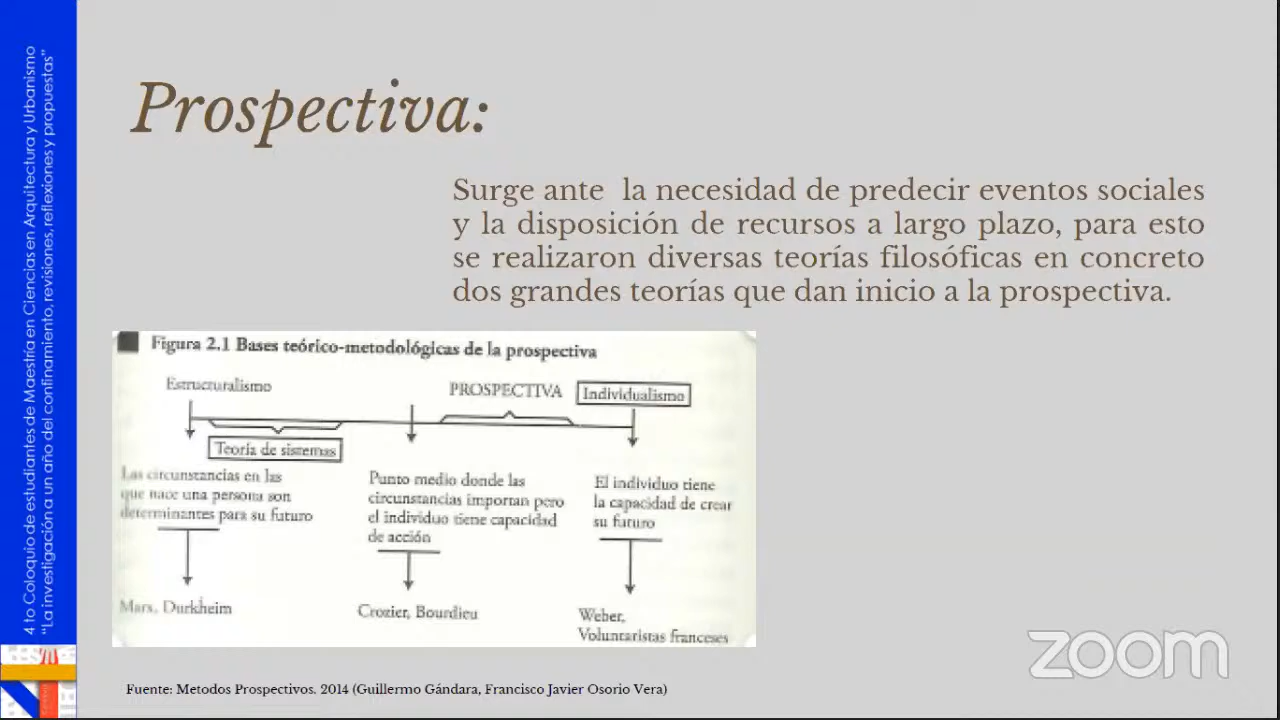 4 to Coloquio de estudiantes de Maestría en Ciencias en Arquitectura y Urbanismo
"La investigación a un año del confinamiento, revisiones, reflexiones y propuestas"
Prospectiva:
Surge ante la necesidad de predecir eventos sociales
y la disposición de recursos a largo plazo, para esto
se realizaron diversas teorías filosóficas en concreto
dos grandes teorías que dan inicio a la prospectiva.
Figura 2.1 Bases teórico-metodológicas de la prospectiva
Estructuralismo
PROSPECTIVA
Individualismo
Teoría de sistemas
Las circunstancias en las
que nace una persona son
determinantes para su futuro
Punto medio donde las
circunstancias importan pero
el individuo tiene capacidad
de acción
El individuo tiene
la capacidad de crear
su futuro
Marx, Durkheim
Crozier, Bourdieu
Weber,
Voluntaristas franceses
Fuente: Metodos Prospectivos. 2014 (Guillermo Gándara, Francisco Javier Osorio Vera)
zoom